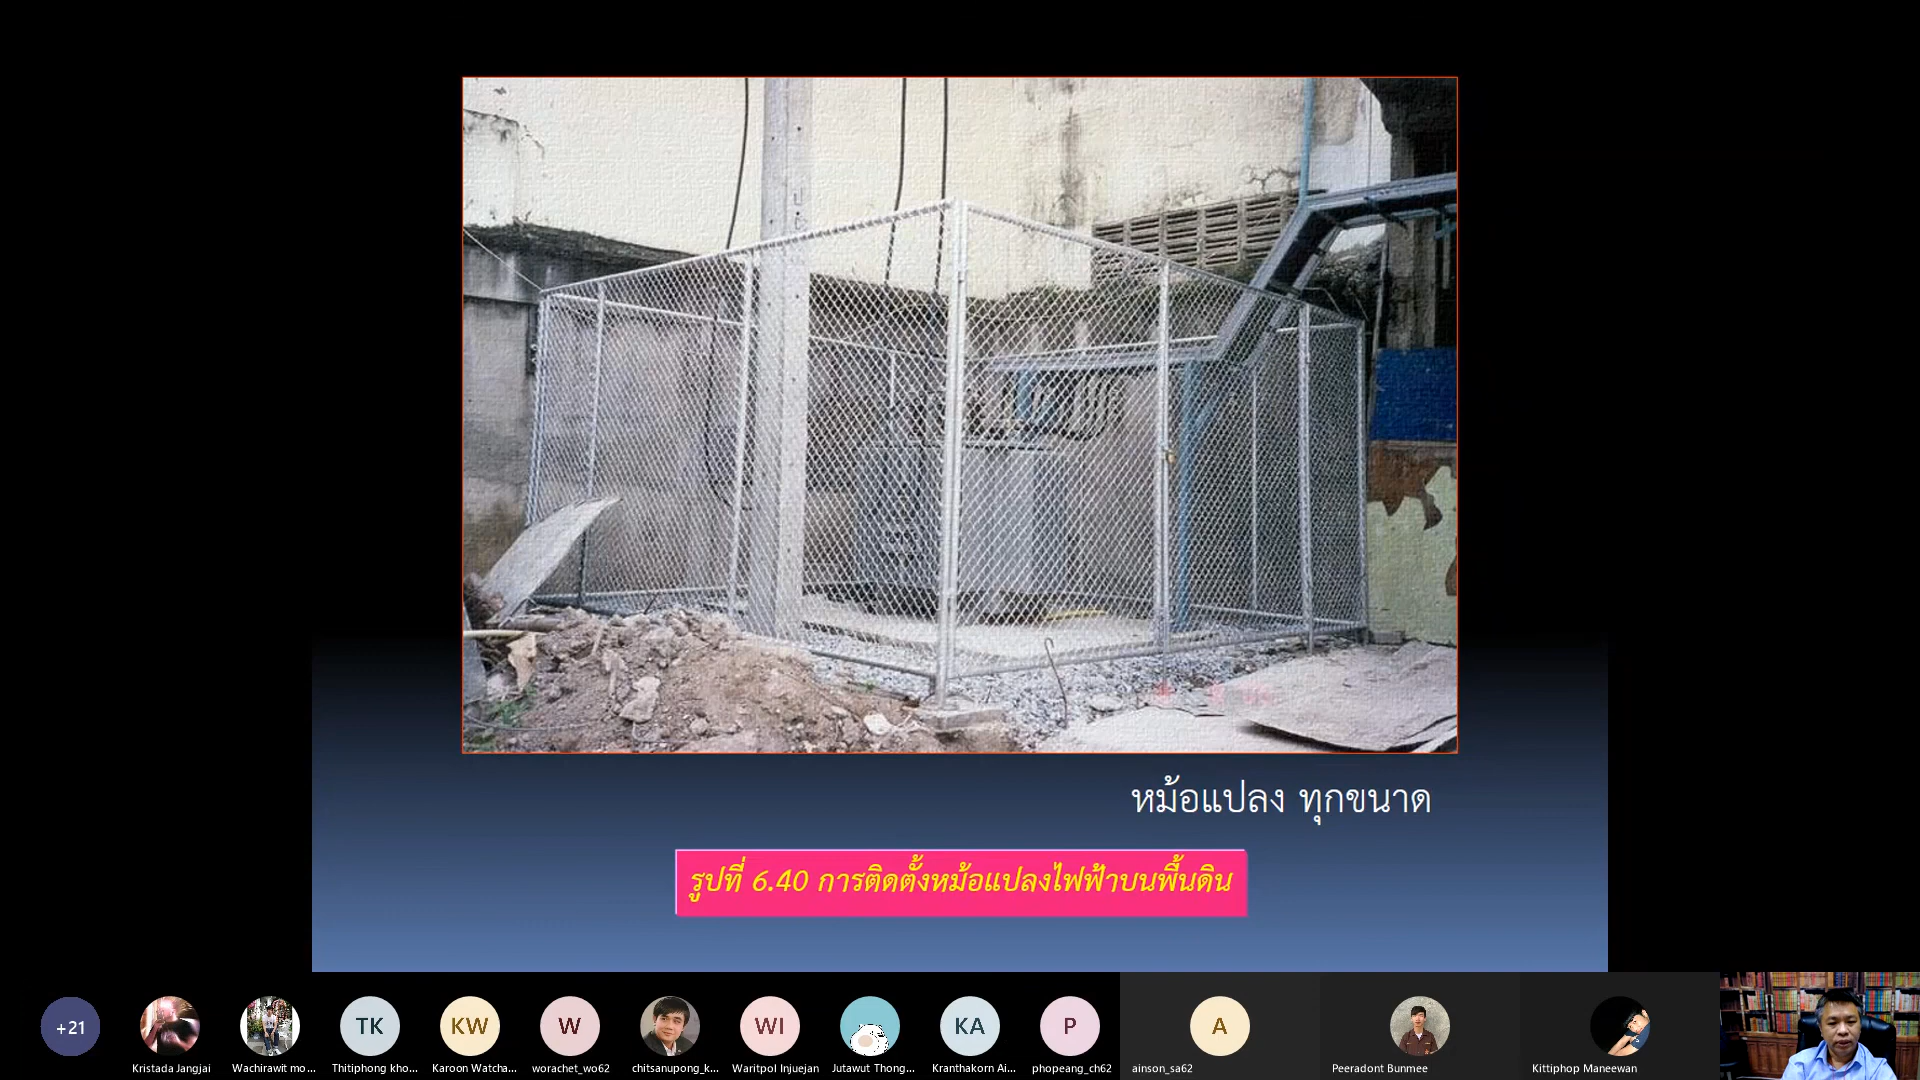 หม้อแปลง ทุกขนาด
รูปที่ 6.40 การติดตั้งหม้อแปลงไฟฟ้าบนพื้นดิน
+21
TK
KW
W
WI
KA
P
A
Kristada Jangjai
Wachirawit mo...
Thitiphong kho...
Karoon Watcha...
worachet_wo62
chitsanupong_k...
Waritpol Injuejan
Jutawut Thong...
Kranthakorn Ai...
phopeang_ch62
ainson_sa62
Peeradont Bunmee
Kittiphop Maneewan